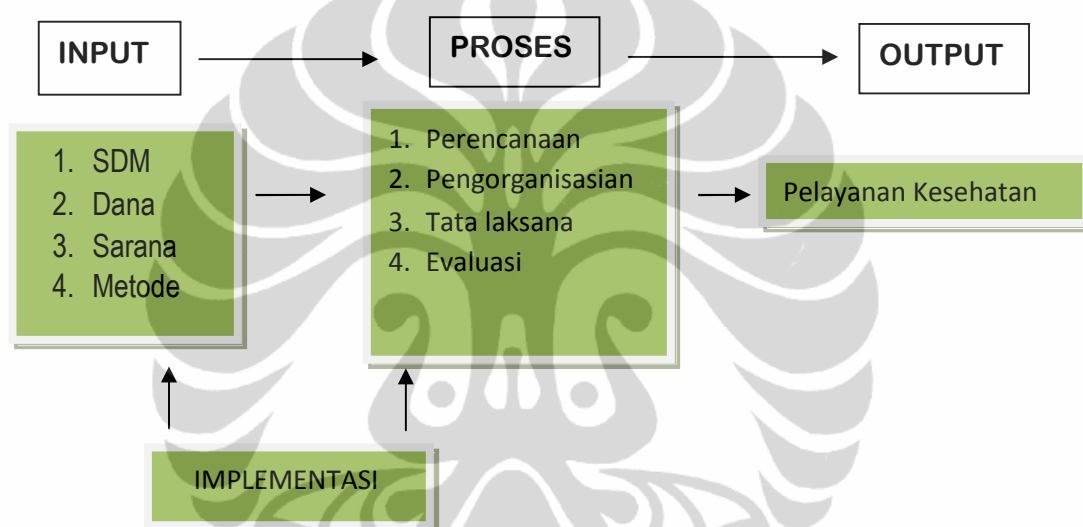 INPUT
PROSES
OUTPUT
1. SDM
2. Dana
3. Sarana
4. Metode
1. Perencanaan
2. Pengorganisasian
3. Tata laksana
4. Evaluasi
Pelayanan Kesehatan
IMPLEMENTASI